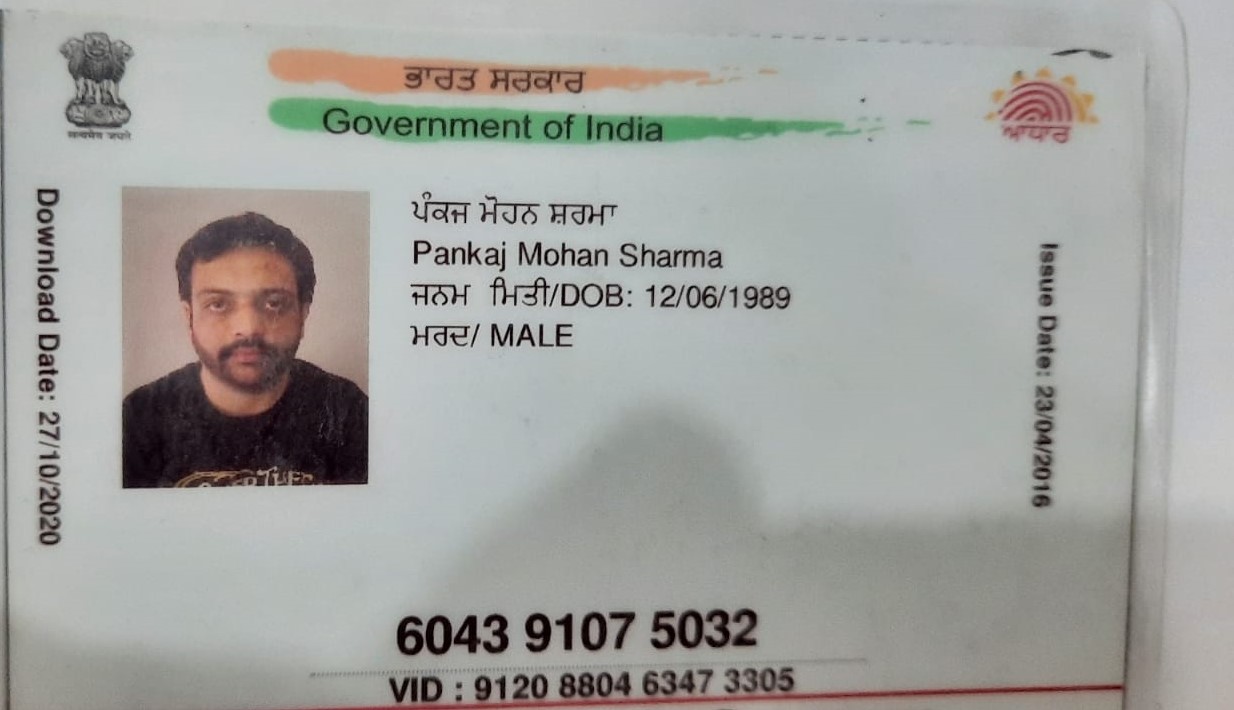 ਭਾਰਤ ਸਰਕਾਰ
Government of India
ਆਧਾਰ
सत्यमेव जयते
Download Date: 27/10/2020
ਪੰਕਜ ਮੋਹਨ ਸ਼ਰਮਾ
Pankaj Mohan Sharma
ਜਨਮ ਮਿਤੀ/DOB: 12/06/1989
ਮਰਦ/ MALE
Issue Date: 23/04/2016
6043 9107 5032
VID : 9120 8804 6347 3305